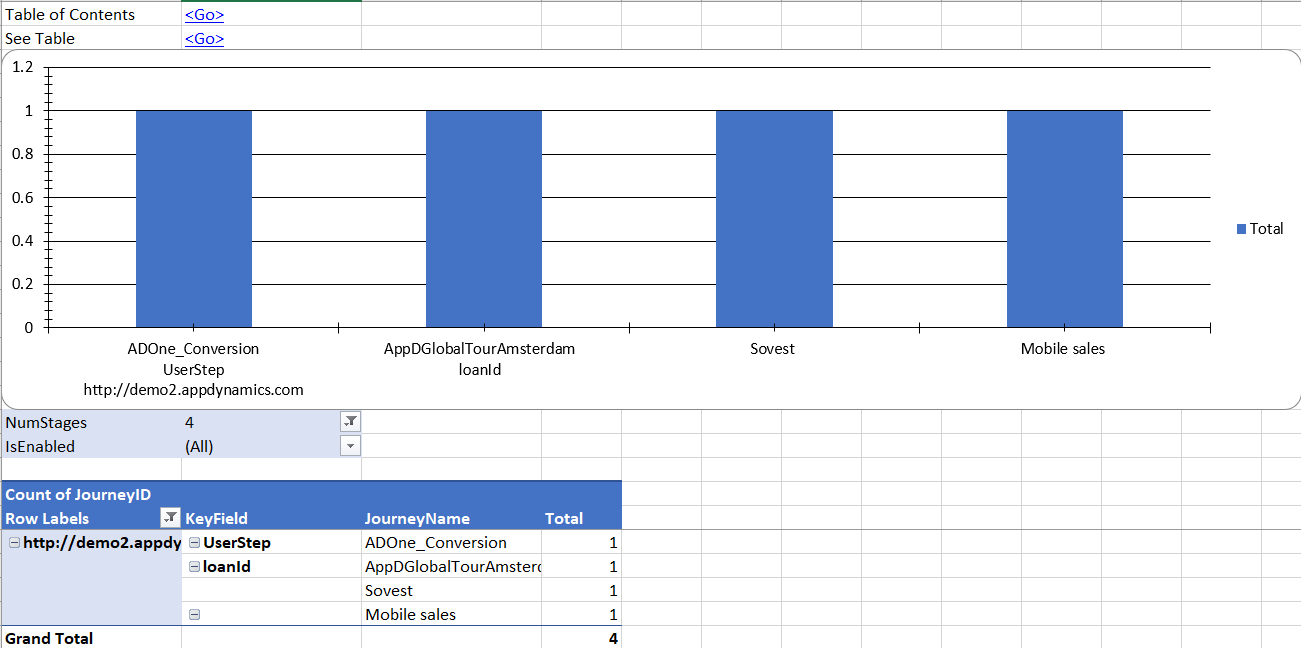 Table of Contents <Go>
See Table <Go>
1.2
1
0.8
0.6
0.4
0.2
0
Total
ADOne_Conversion AppDGlobalTourAmsterdam Sovest Mobile sales
UserStep loanId
http://demo2.appdynamics.com
NumStages 4
IsEnabled (All)
Count of JourneyID
Row Labels KeyField JourneyName Total
http://demo2.appdy UserStep ADOne_Conversion 1
loanId AppDGlobalTourAmsterd 1
Sovest 1
Mobile sales 1
Grand Total 4